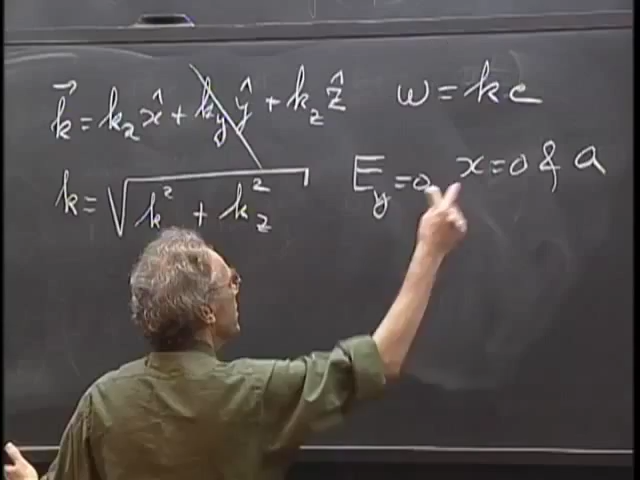 k⃗ = kₓx̂ + k_yŷ + k_zẑ
ω = kc
k = √(k² + k_z²)
E_y = 0 x = 0 & a